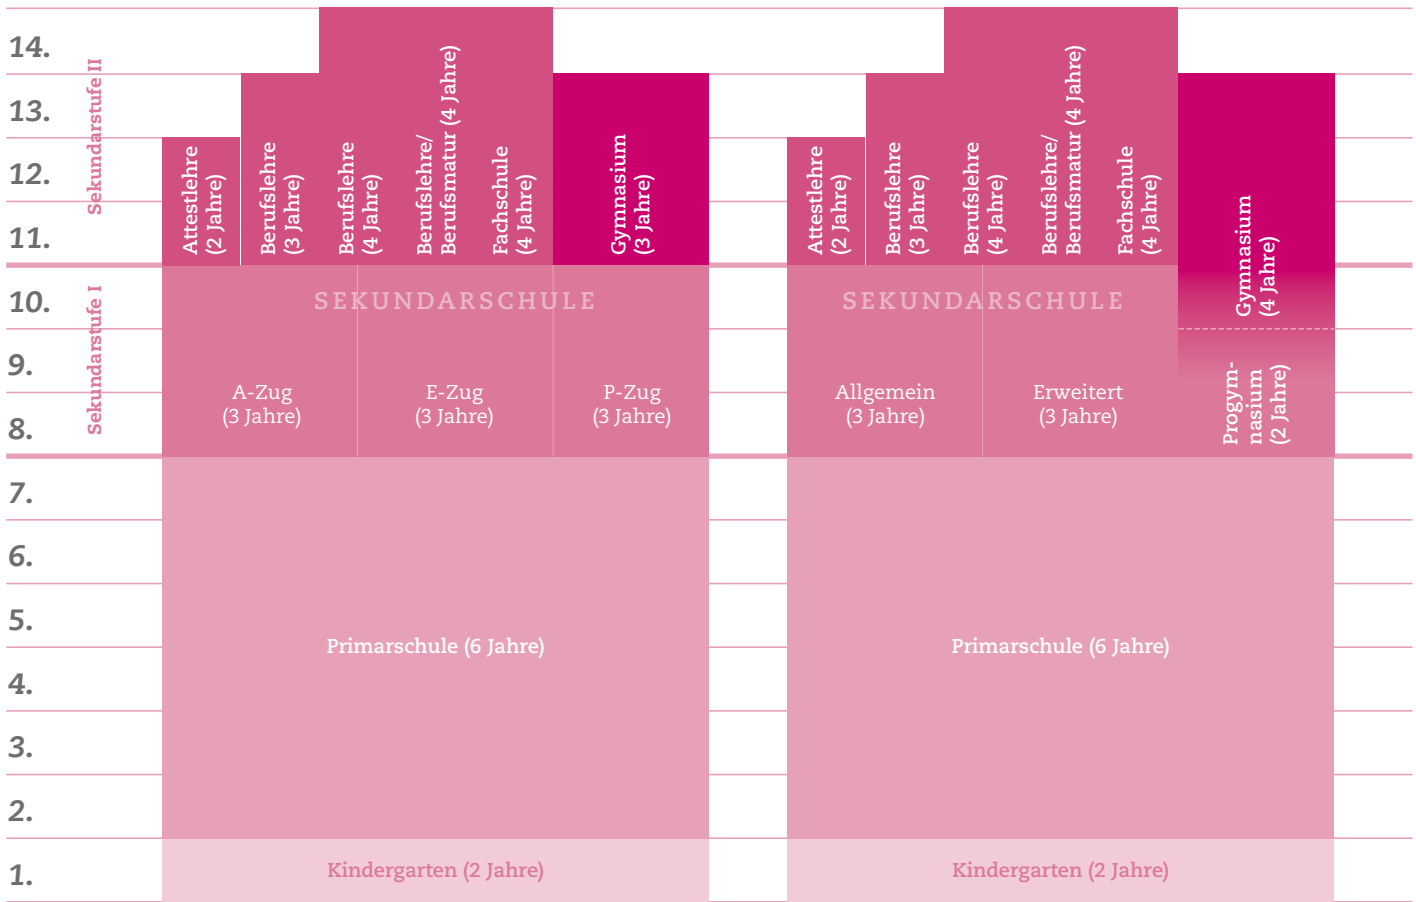 14.
13.
12.
11.
10.
9.
8.
7.
6.
5.
4.
3.
2.
1.
Sekundarstufe II
Sekundarstufe I
Attestlehre
(2 Jahre)
Berufslehre
(3 Jahre)
Berufslehre
(4 Jahre)
Berufslehre/
Berufsmatur (4 Jahre)
Fachschule
(4 Jahre)
Gymnasium
(3 Jahre)
SEKUNDARSCHULE
A-Zug
(3 Jahre)
E-Zug
(3 Jahre)
P-Zug
(3 Jahre)
Primarschule (6 Jahre)
Kindergarten (2 Jahre)
Attestlehre
(2 Jahre)
Berufslehre
(3 Jahre)
Berufslehre
(4 Jahre)
Berufslehre/
Berufsmatur (4 Jahre)
Fachschule
(4 Jahre)
Gymnasium
(4 Jahre)
SEKUNDARSCHULE
Allgemein
(3 Jahre)
Erweitert
(3 Jahre)
Progym-
nasium
(2 Jahre)
Primarschule (6 Jahre)
Kindergarten (2 Jahre)